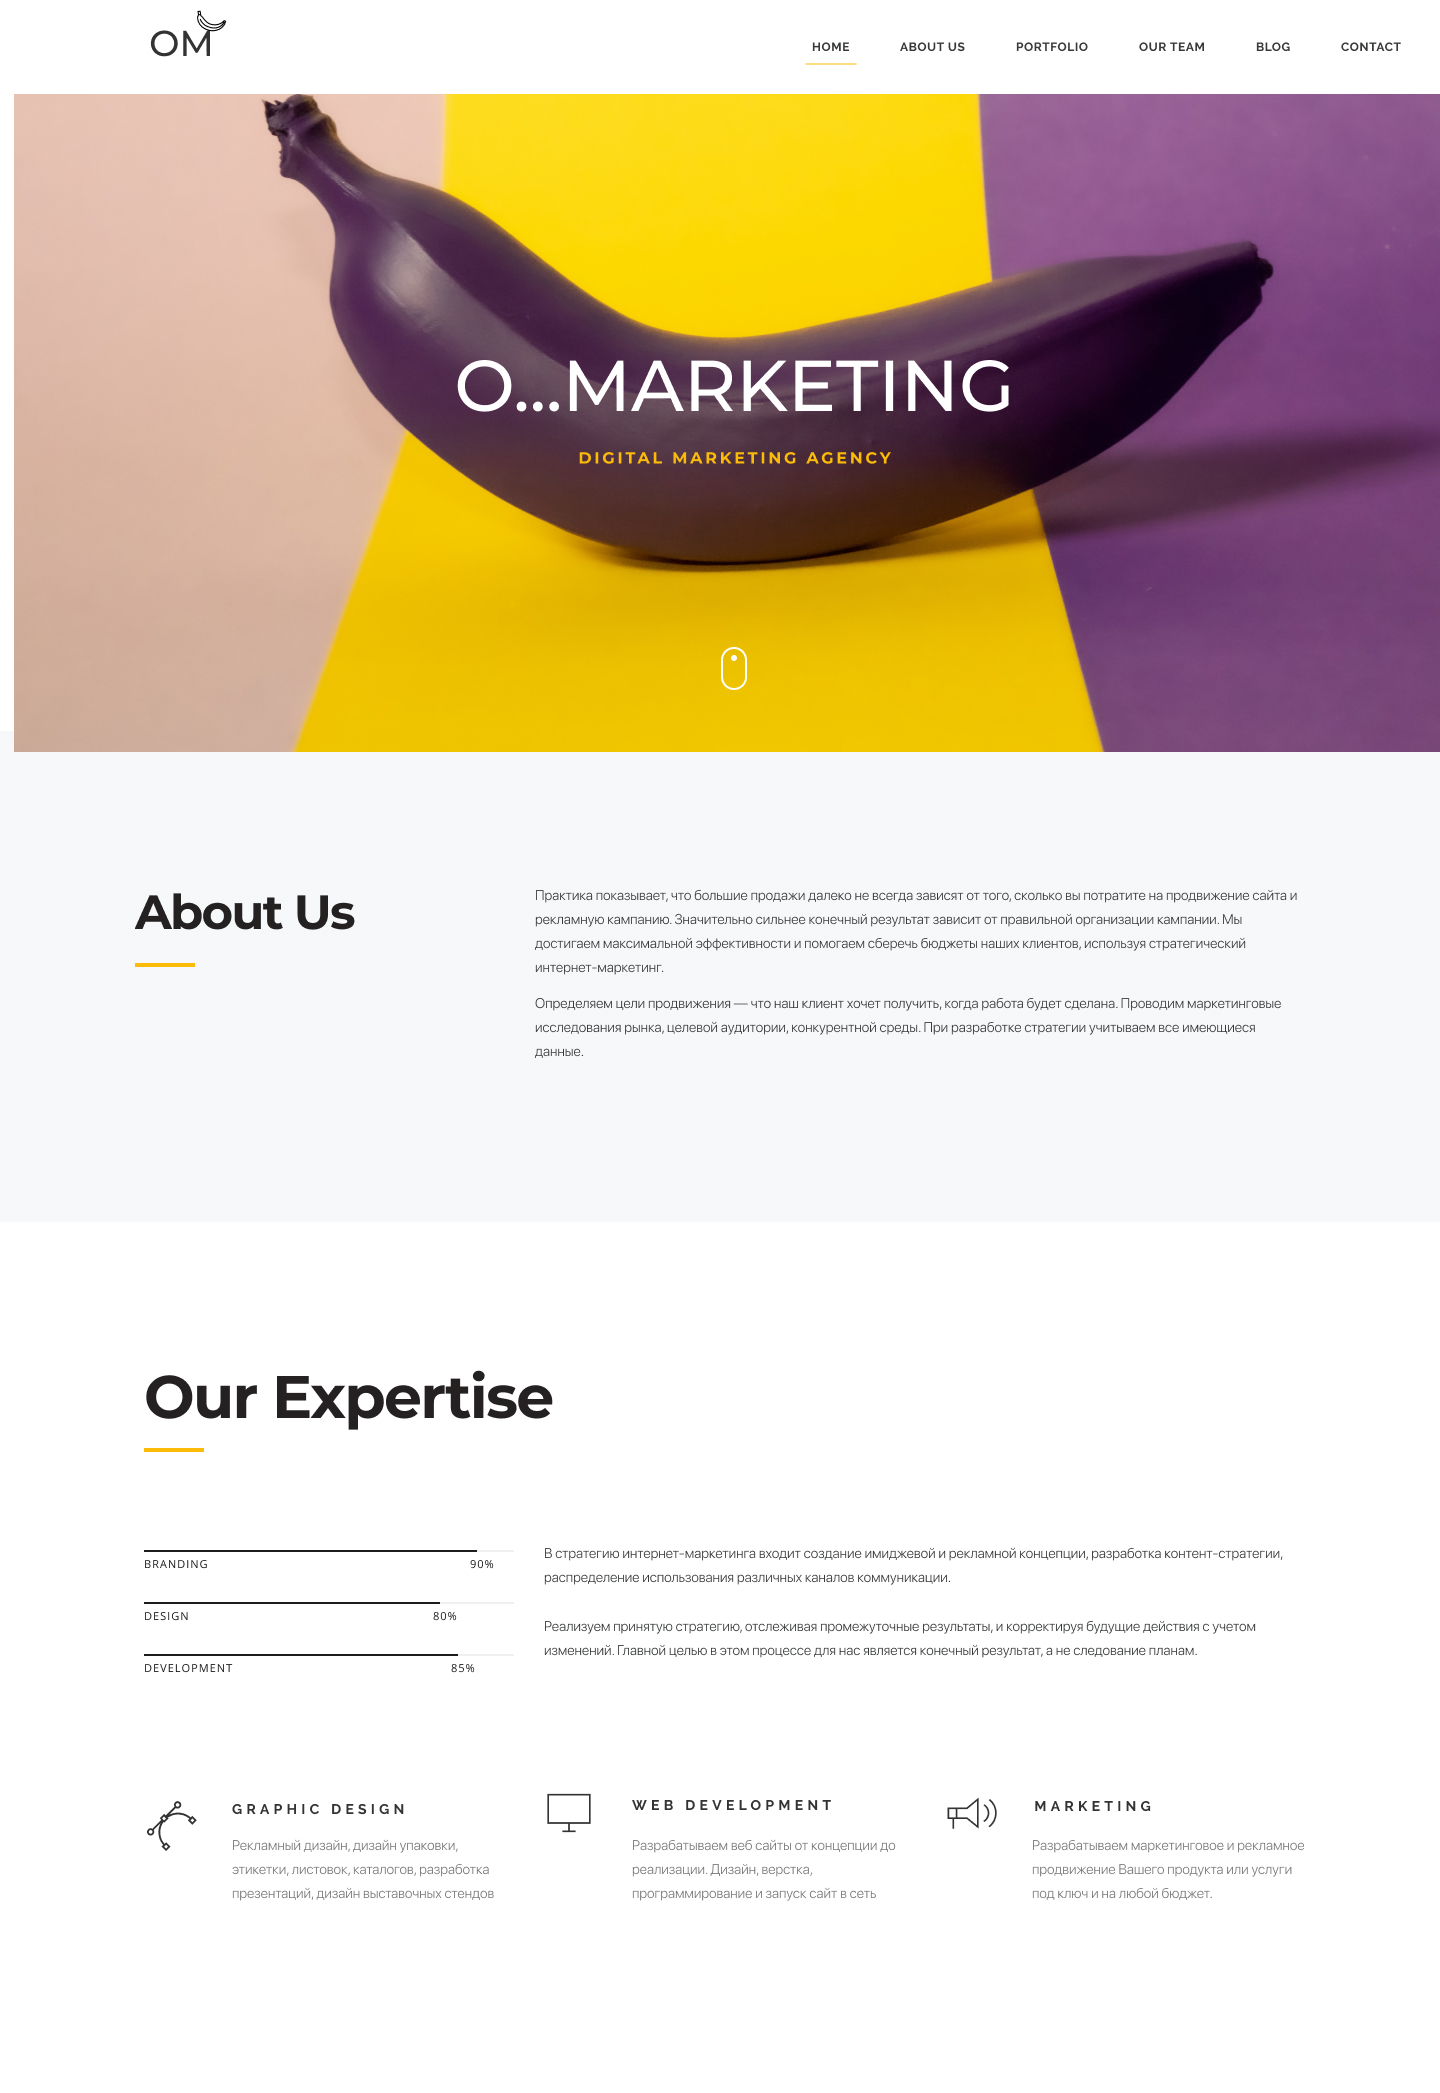 OM
HOME ABOUT US PORTFOLIO OUR TEAM BLOG CONTACT
O...MARKETING
DIGITAL MARKETING AGENCY
About Us
Практика показывает, что большие продажи далеко не всегда зависят от того, сколько вы потратите на продвижение сайта и
рекламную кампанию. Значительно сильнее конечный результат зависит от правильной организации кампании. Мы
достигаем максимальной эффективности и помогаем сберечь бюджеты наших клиентов, используя стратегический
интернет-маркетинг.
Определяем цели продвижения — что наш клиент хочет получить, когда работа будет сделана. Проводим маркетинговые
исследования рынка, целевой аудитории, конкурентной среды. При разработке стратегии учитываем все имеющиеся
данные.
Our Expertise
BRANDING 90%
DESIGN 80%
DEVELOPMENT 85%
В стратегию интернет-маркетинга входит создание имиджевой и рекламной концепции, разработка контент-стратегии,
распределение использования различных каналов коммуникации.
Реализуем принятую стратегию, отслеживая промежуточные результаты, и корректируя будущие действия с учетом
изменений. Главной целью в этом процессе для нас является конечный результат, а не следование планам.
GRAPHIC DESIGN
Рекламный дизайн, дизайн упаковки,
этикетки, листовок, каталогов, разработка
презентаций, дизайн выставочных стендов
WEB DEVELOPMENT
Разрабатываем веб сайты от концепции до
реализации. Дизайн, верстка,
программирование и запуск сайт в сеть
MARKETING
Разрабатываем маркетинговое и рекламное
продвижение Вашего продукта или услуги
под ключ и на любой бюджет.